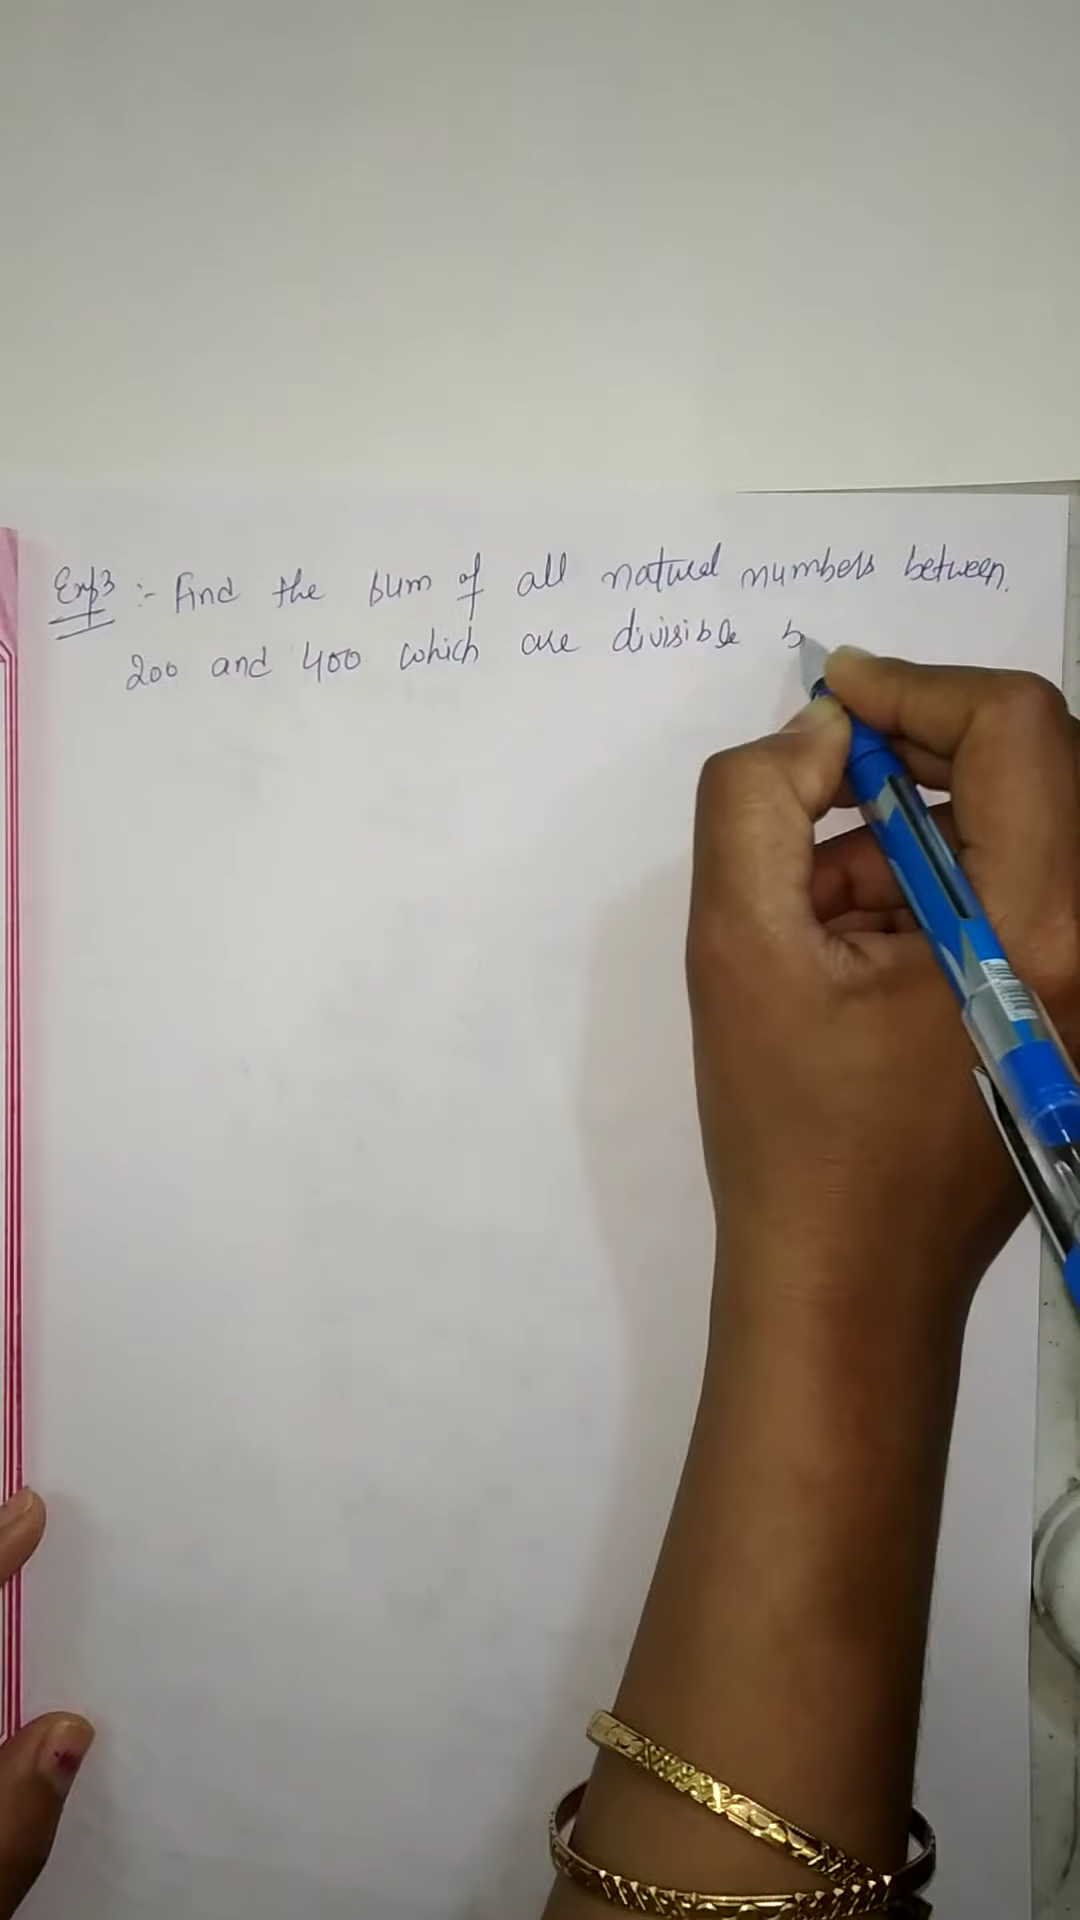 Exp3 :- Find the sum of all natural numbers between
200 and 400 which are divisible b